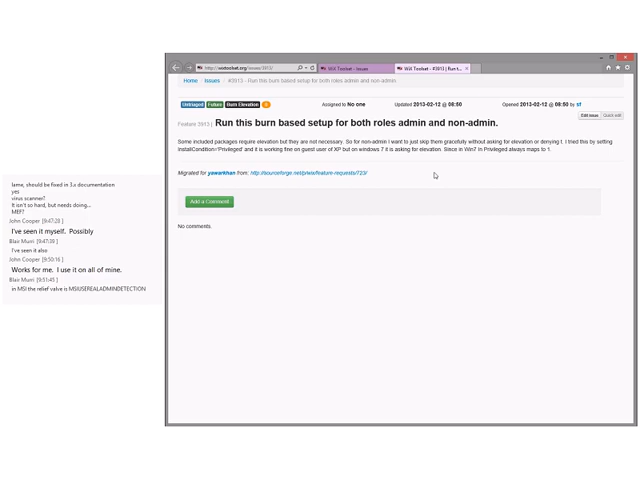 lame, should be fixed in 3.x documentation
yes
virus scanner?
It isn't so hard, but needs doing...
MEF?
John Cooper [9:47:28 ]
I've seen it myself. Possibly
Blair Murri [9:47:39 ]
I've seen it also
John Cooper [9:50:16 ]
Works for me. I use it on all of mine.
Blair Murri [9:51:45 ]
in MSI the relief valve is MSIUSEREALADMINDETECTION
http://wixtoolset.org/issues/3913/
WiX Toolset - Issues
WiX Toolset - #3913 | Run t...
Home / Issues / #3913 - Run this burn based setup for both roles admin and non-admin.
Untriaged Future Burn Elevation
Assigned to No one
Updated 2013-02-12 @ 08:50
Opened 2013-02-12 @ 08:50 by sf
Edit issue Quick edit
Feature 3913 | Run this burn based setup for both roles admin and non-admin.
Some included packages require elevation but they are not necessary. So for non-admin I want to just skip them gracefully without asking for elevation or denying t. I tried this by setting
InstallCondition='Privileged' and it is working fine on guest user of XP but on windows 7 it is asking for elevation. Since in Win7 in Privileged always maps to 1.
Migrated for yawarkhan from: http://sourceforge.net/p/wix/feature-requests/723/
Add a Comment
No comments.